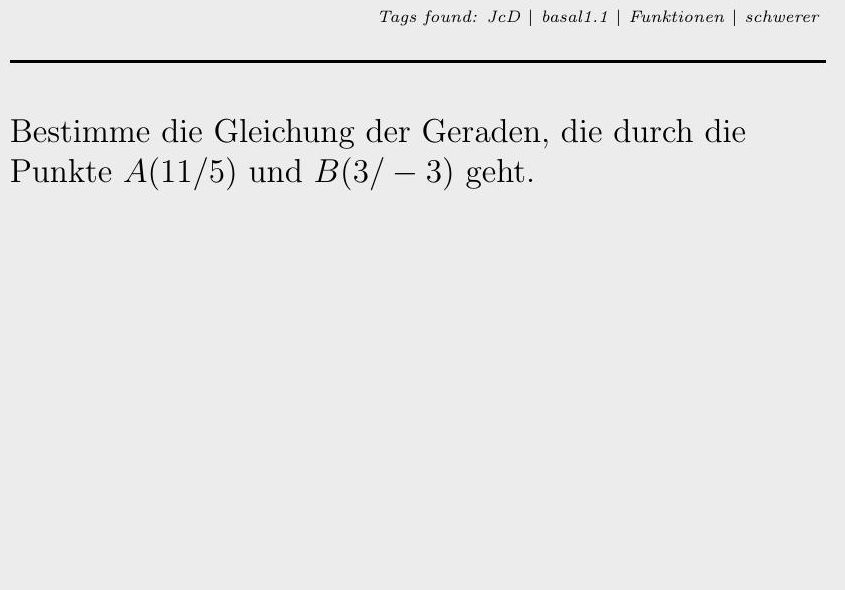 Tags found: JcD | basal1.1 | Funktionen | schwerer
Bestimme die Gleichung der Geraden, die durch die
Punkte A(11/5) und B(3/ − 3) geht.